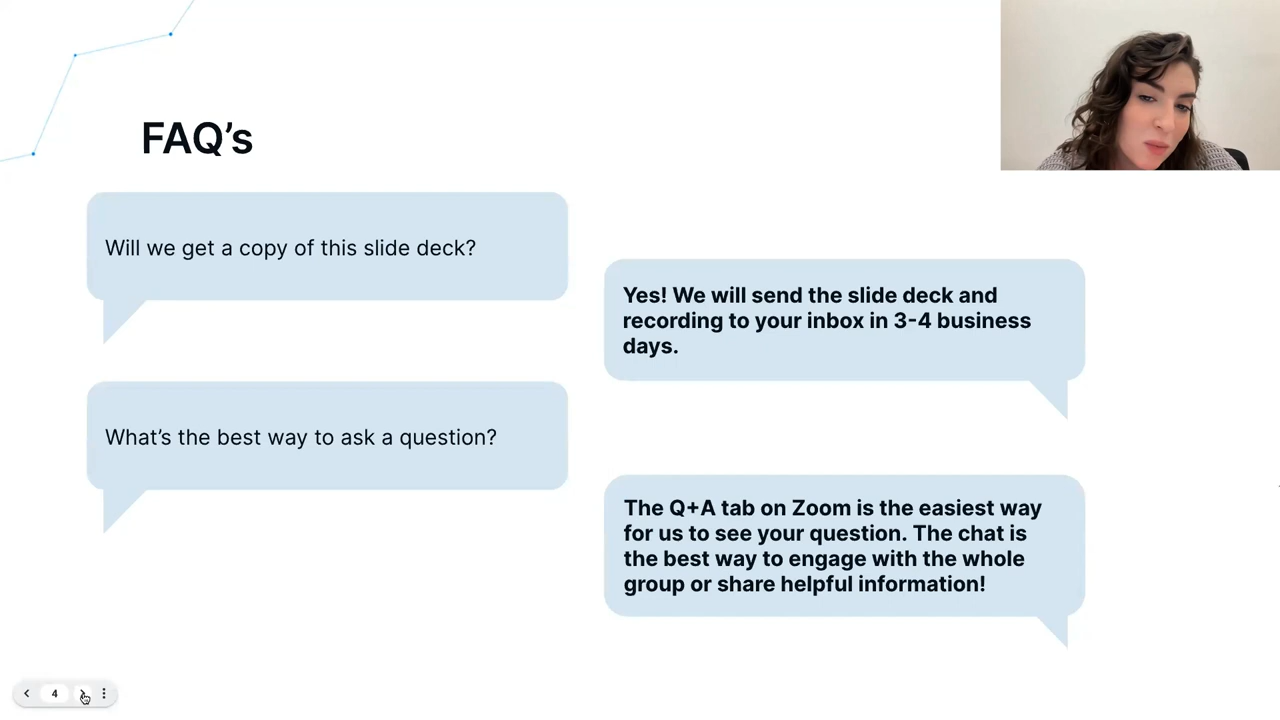 FAQ’s
Will we get a copy of this slide deck?
Yes! We will send the slide deck and
recording to your inbox in 3-4 business
days.
What’s the best way to ask a question?
The Q+A tab on Zoom is the easiest way
for us to see your question. The chat is
the best way to engage with the whole
group or share helpful information!
4